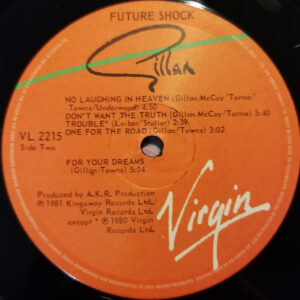 FUTURE SHOCK
Gillan
NO LAUGHING IN HEAVEN (Gillan/McCoy/Torme/
Towns/Underwood) 4:50
DON'T WANT THE TRUTH (Gillan/McCoy/Torme) 5:40
TROUBLE* (Leiber/Stoller) 2:39
ONE FOR THE ROAD (Gillan/Towns) 3:02
VL 2215
Side Two
FOR YOUR DREAMS
(Gillan/Towns) 5:04
Produced by A.K.R. Production
℗ 1981 Kingsway Records Ltd./
Virgin Records Ltd.
except * ℗ 1980 Virgin
Records Ltd.
Virgin